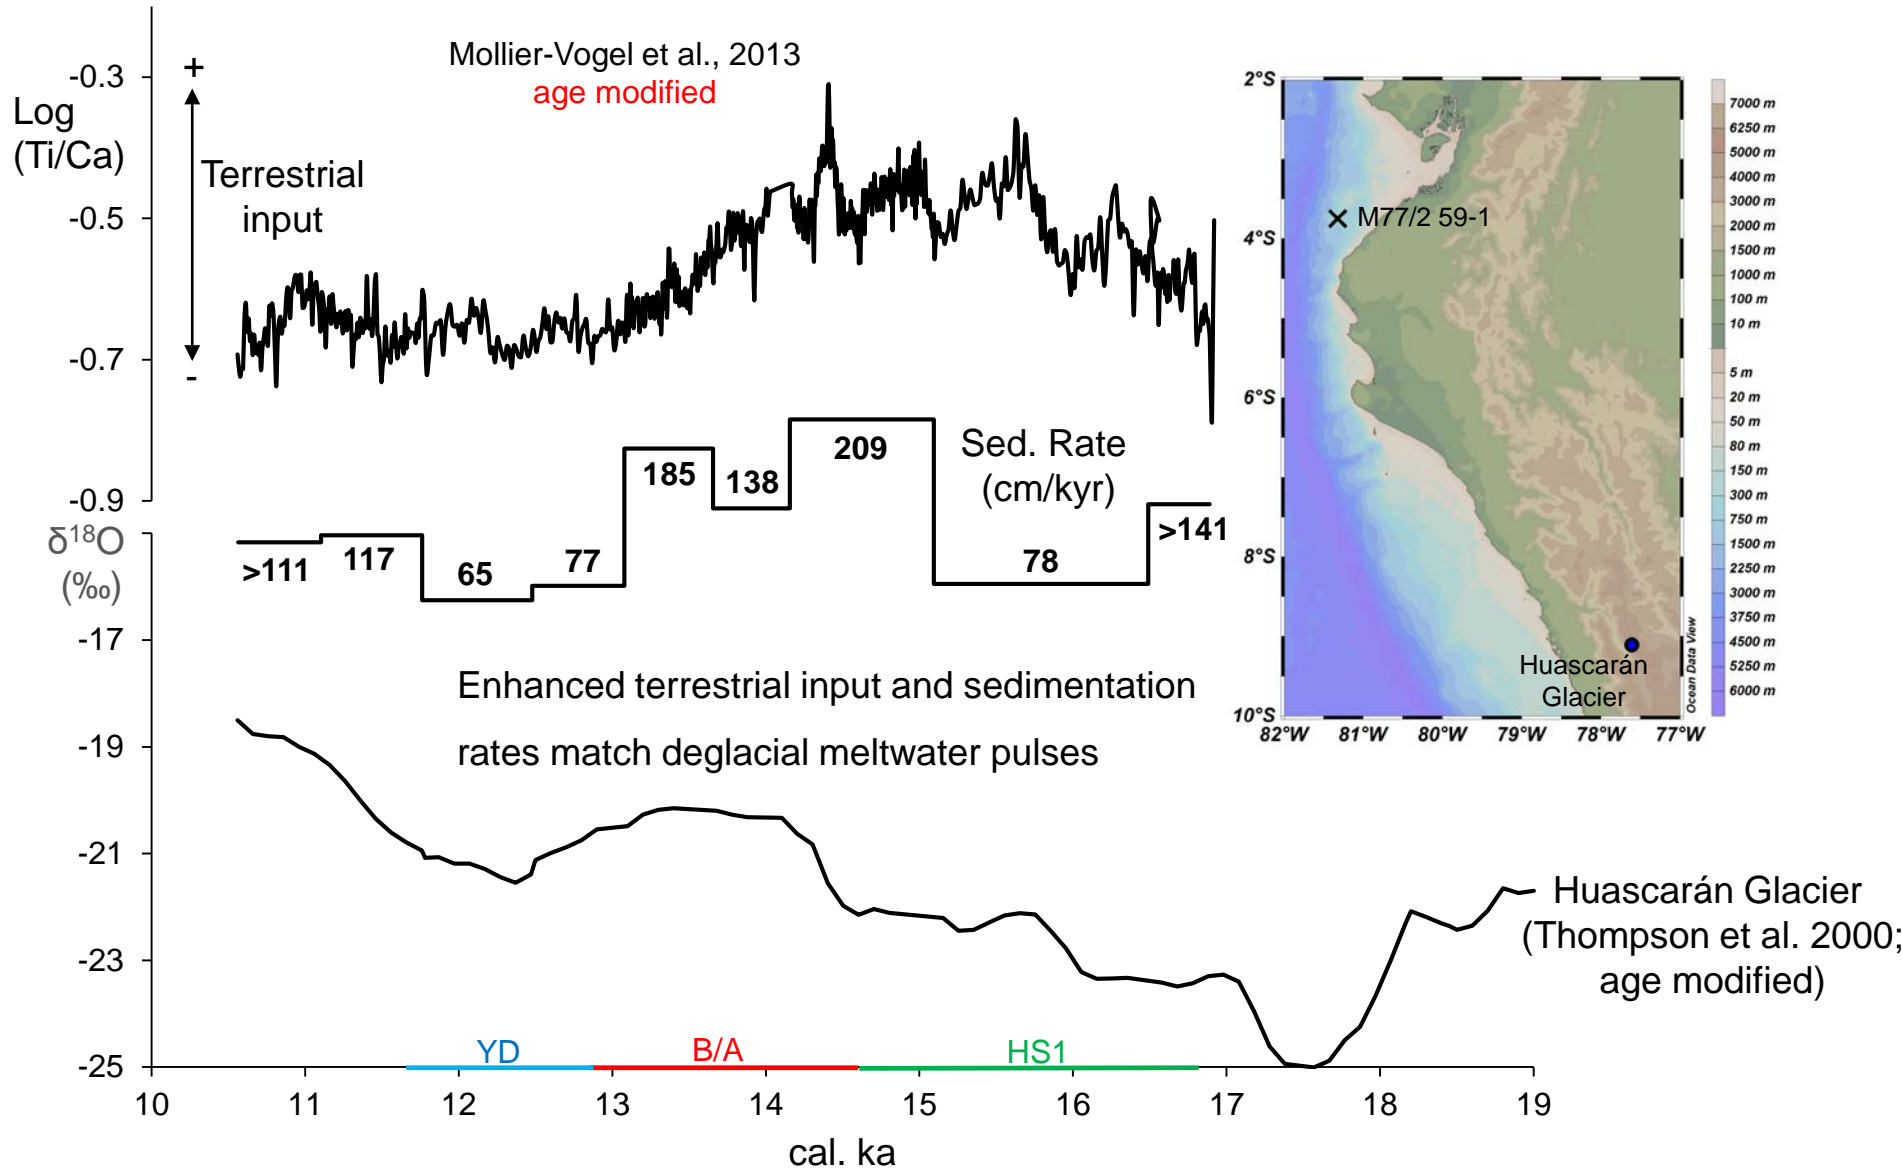 Mollier-Vogel et al., 2013
age modified
-0.3
-0.5
-0.7
-0.9
Log
(Ti/Ca)
+
Terrestrial
input
-
Sed. Rate
(cm/kyr)
>111
117
65
77
185
138
209
78
>141
δ18O
(‰)
-17
-19
-21
-23
-25
Enhanced terrestrial input and sedimentation
rates match deglacial meltwater pulses
Huascarán Glacier
(Thompson et al. 2000;
age modified)
YD
B/A
HS1
10
11
12
13
14
15
16
17
18
19
cal. ka
2°S
4°S
6°S
8°S
10°S
82°W
81°W
80°W
79°W
78°W
77°W
M77/2 59-1
Huascarán
Glacier
Ocean Data View
7000 m
6250 m
5000 m
4000 m
3000 m
2000 m
1500 m
1000 m
100 m
10 m
5 m
20 m
50 m
80 m
150 m
300 m
750 m
1500 m
2250 m
3000 m
3750 m
4500 m
5250 m
6000 m